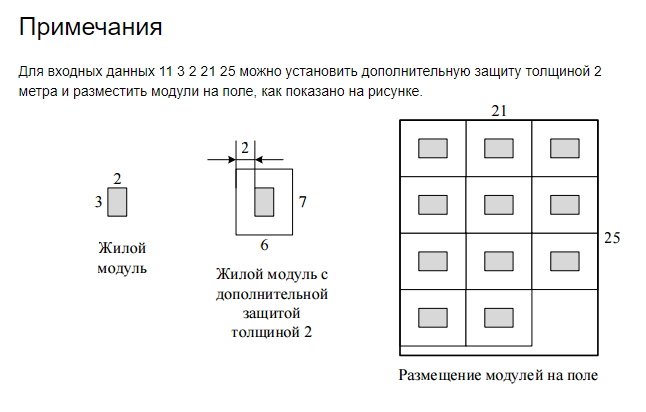 Примечания
Для входных данных 11 3 2 21 25 можно установить дополнительную защиту толщиной 2
метра и разместить модули на поле, как показано на рисунке.
21
2
2
3
7
6
25
Жилой
модуль
Жилой модуль с
дополнительной
защитой
толщиной 2
Размещение модулей на поле